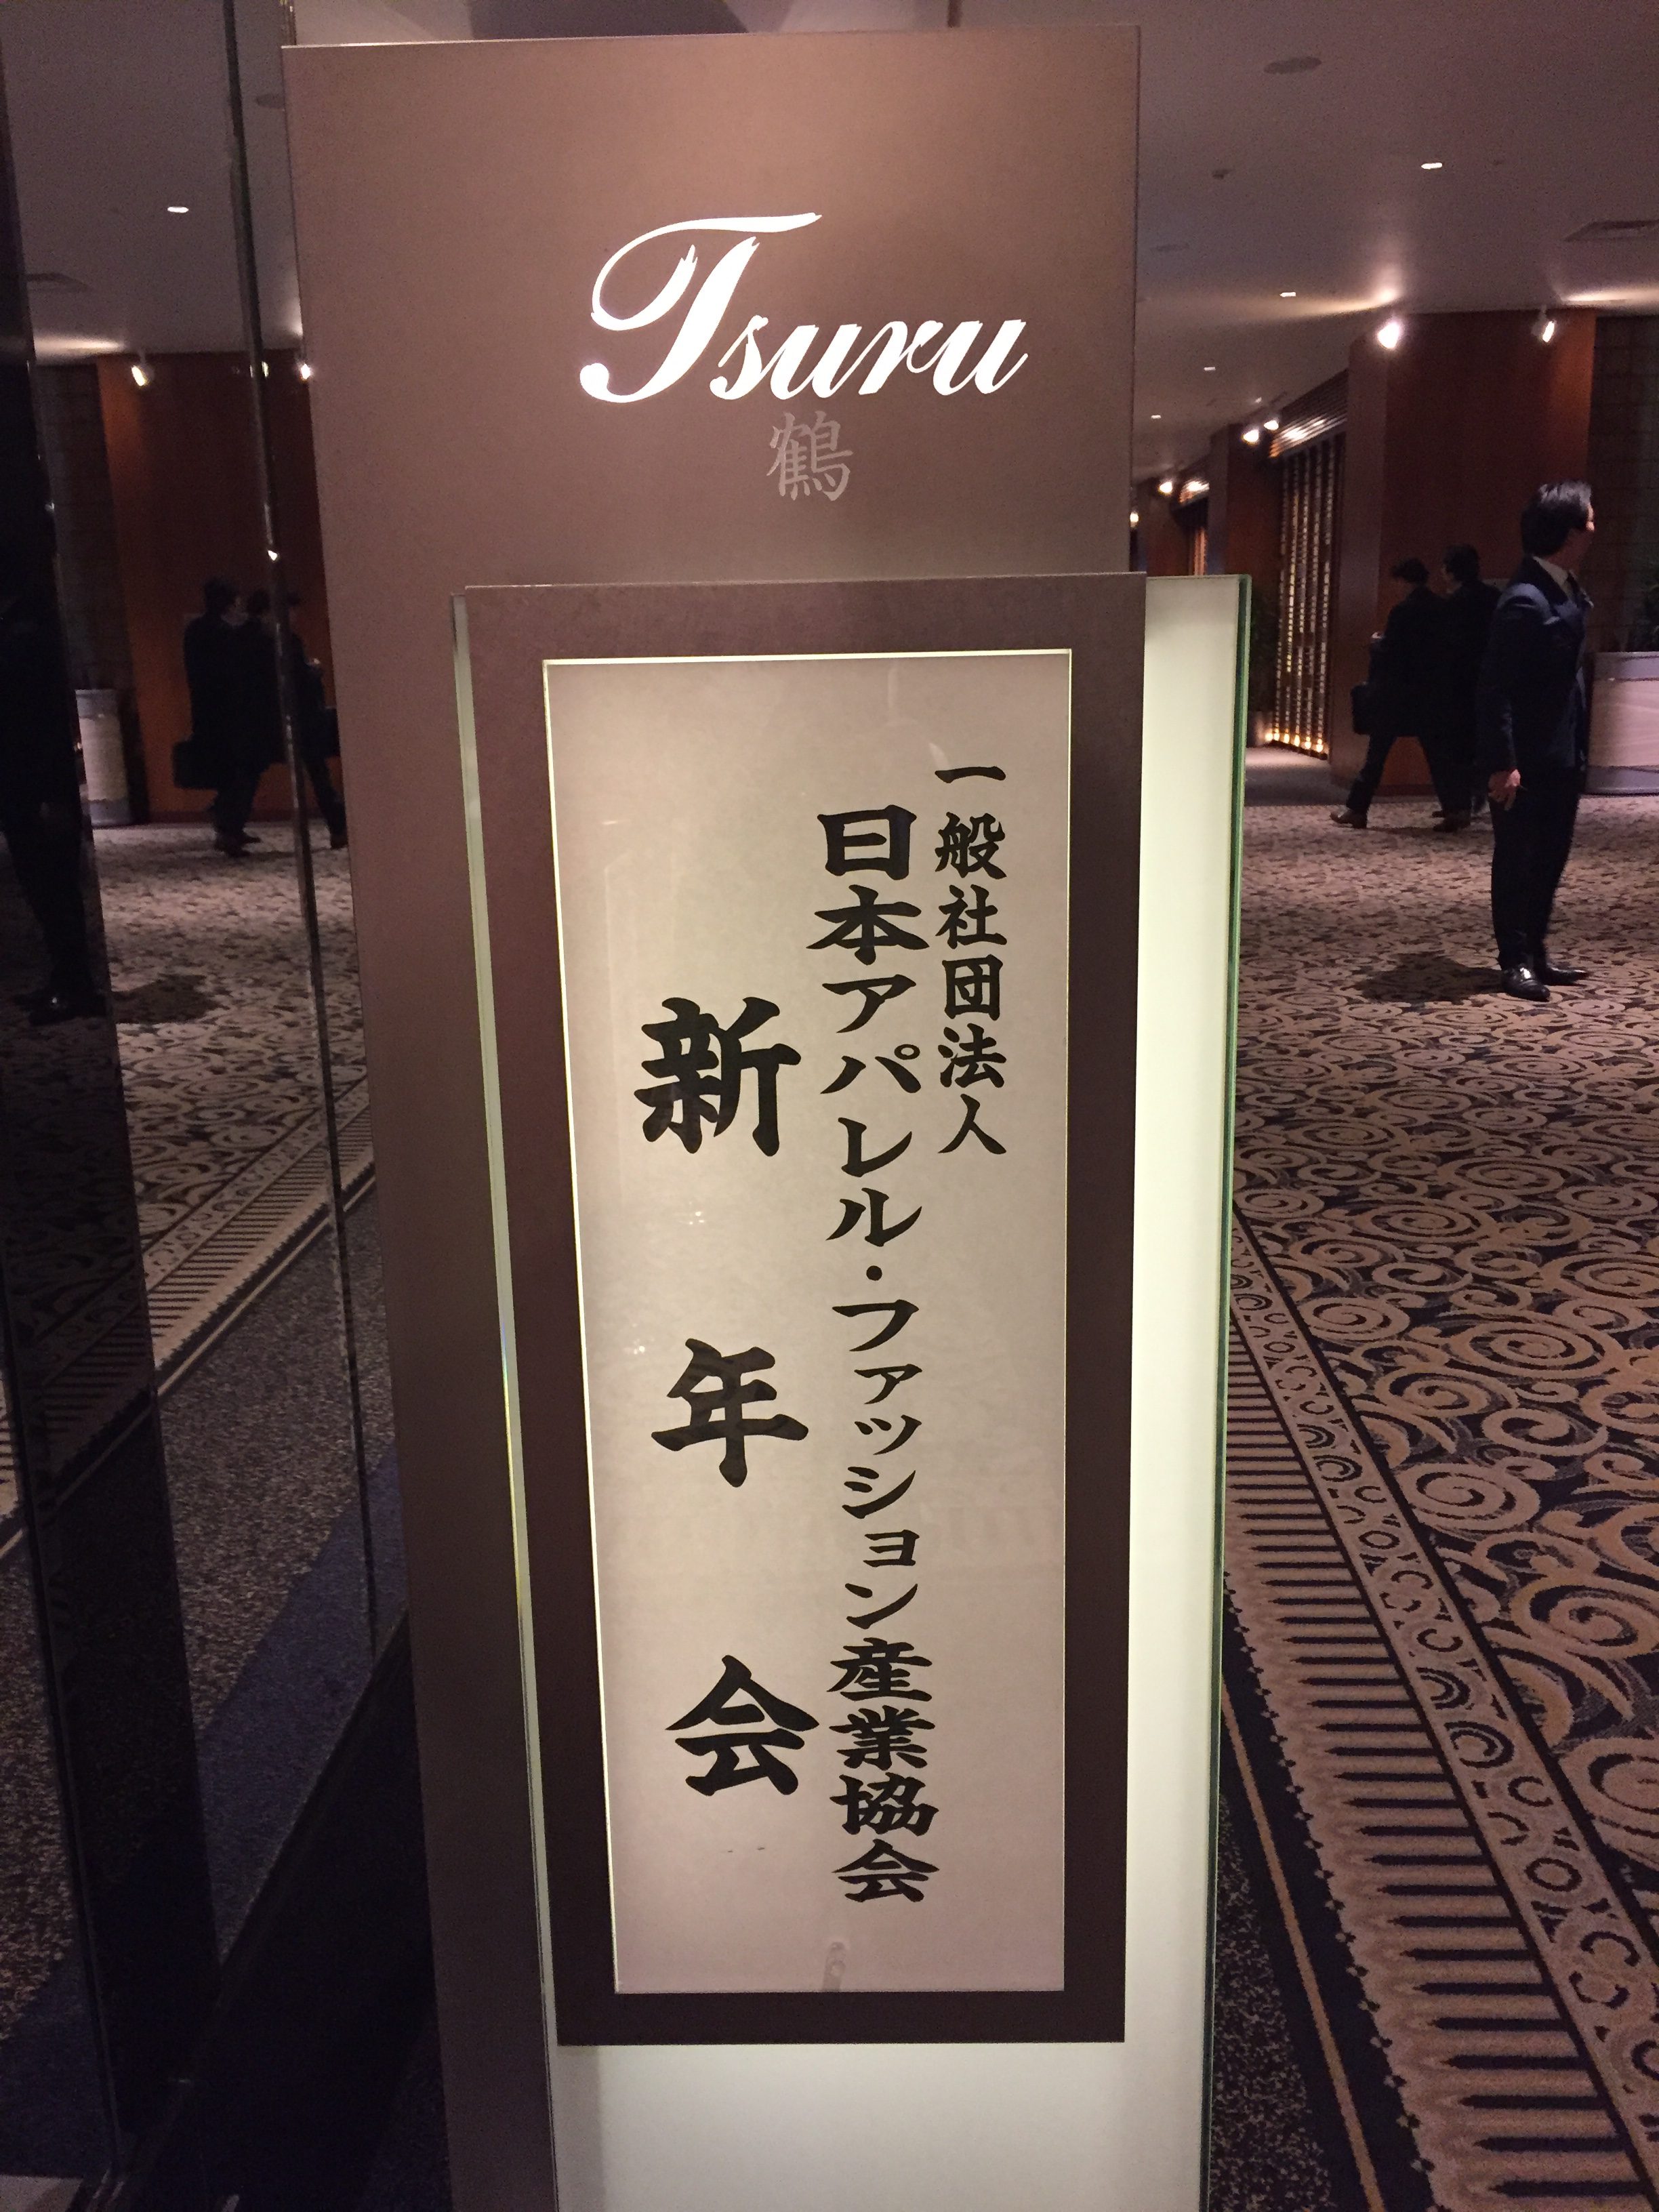 Tsuru
鶴
一般社団法人
日本アパレル・ファッション産業協会
新年会